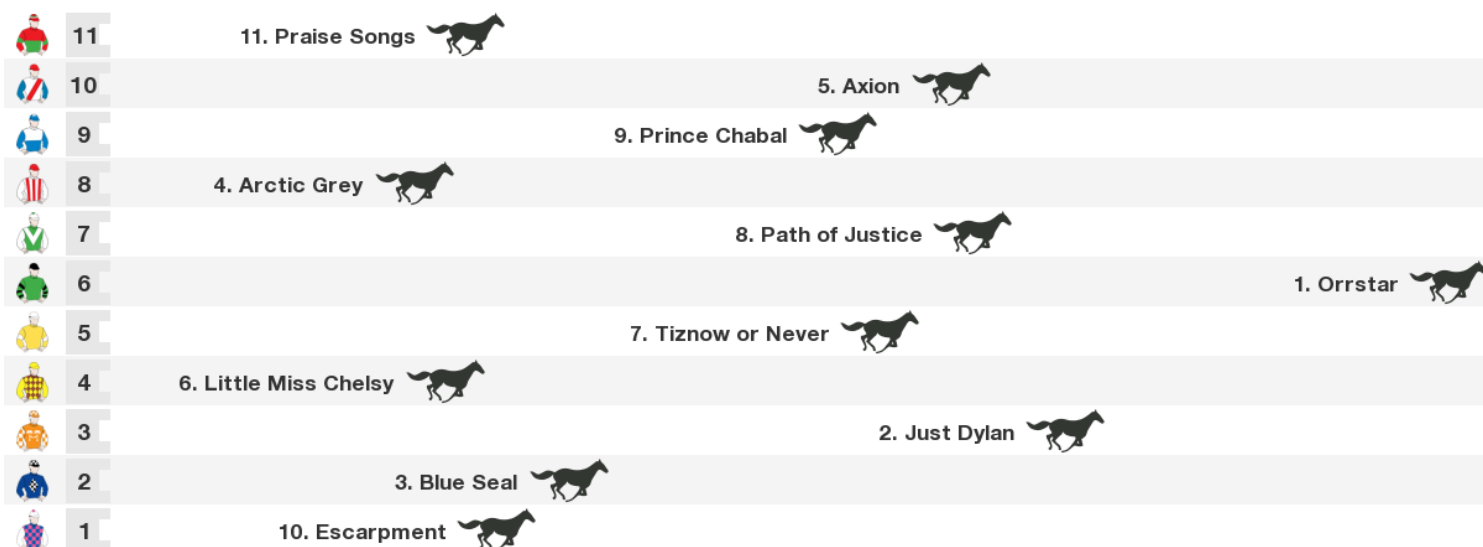 11 11. Praise Songs
10 5. Axion
9 9. Prince Chabal
8 4. Arctic Grey
7 8. Path of Justice
6 1. Orrstar
5 7. Tiznow or Never
4 6. Little Miss Chelsy
3 2. Just Dylan
2 3. Blue Seal
1 10. Escarpment